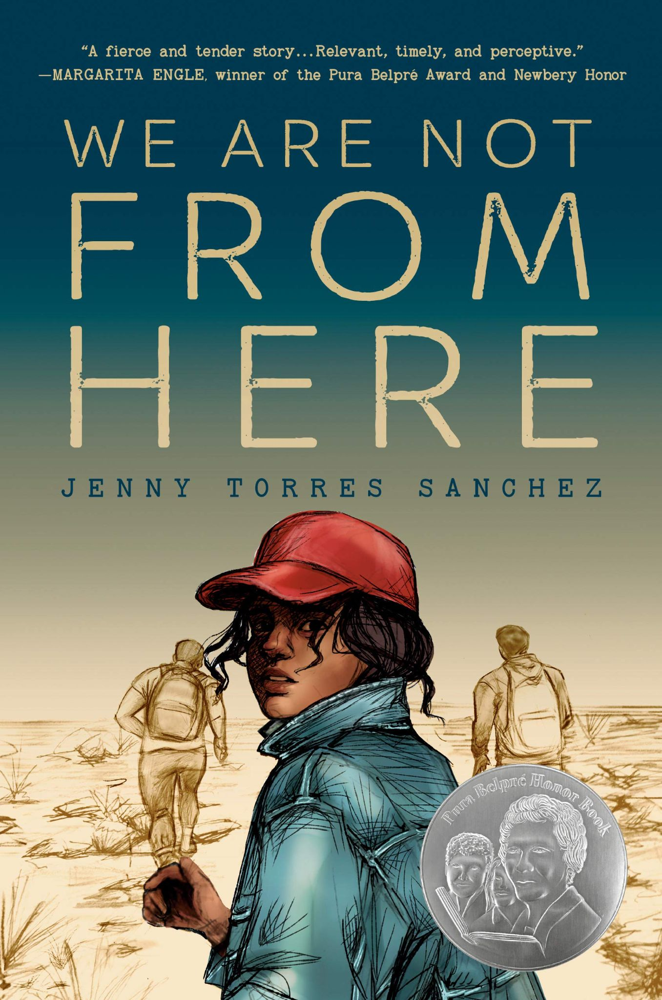 “A fierce and tender story...Relevant, timely, and perceptive.”
—MARGARITA ENGLE, winner of the Pura Belpré Award and Newbery Honor
WE ARE NOT
FROM
HERE
JENNY TORRES SANCHEZ
Pura Belpré Honor Book